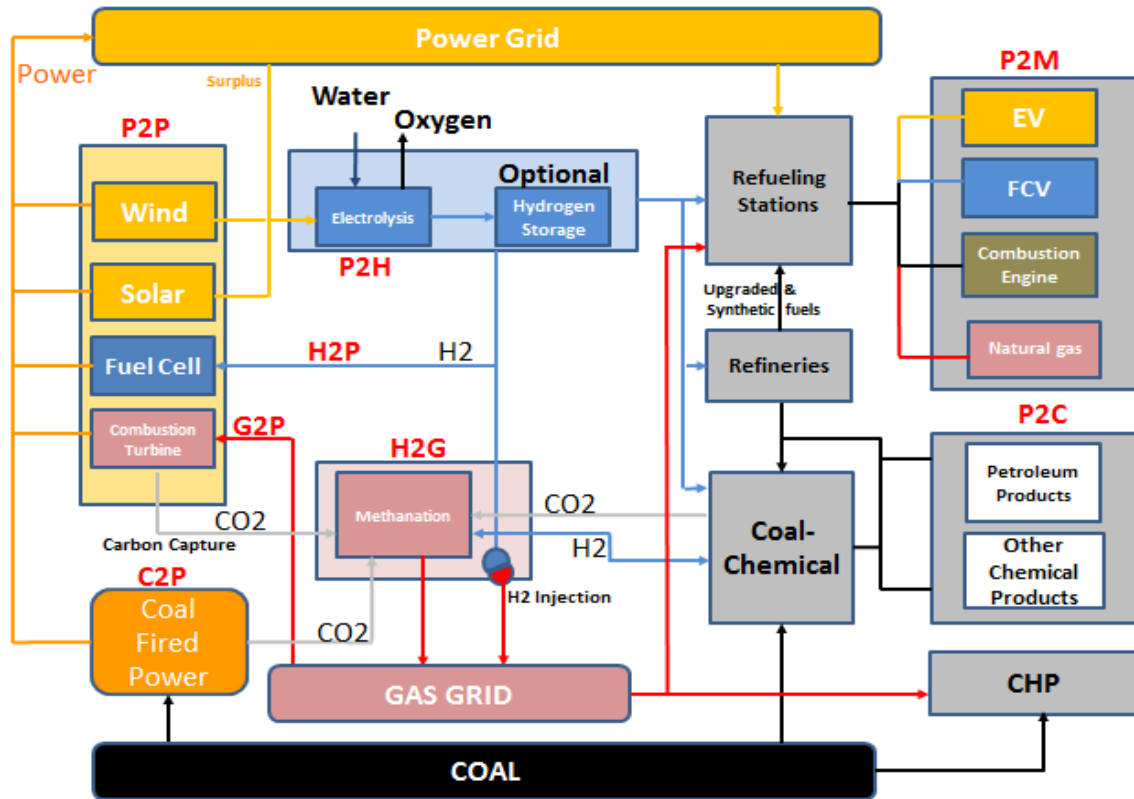 Power Grid
Power
Surplus
P2M
Water
Oxygen
P2P
EV
Optional
Wind
Electrolysis
Hydrogen
Storage
Refueling
Stations
FCV
P2H
Combustion
Engine
Solar
Upgraded &
Synthetic fuels
H2P
H2
Fuel Cell
Refineries
Natural gas
G2P
P2C
Combustion
Turbine
H2G
Petroleum
Products
CO2
Methanation
CO2
Carbon Capture
H2
Coal-
Chemical
Other
Chemical
Products
C2P
H2 Injection
Coal
Fired
Power
CO2
GAS GRID
CHP
COAL